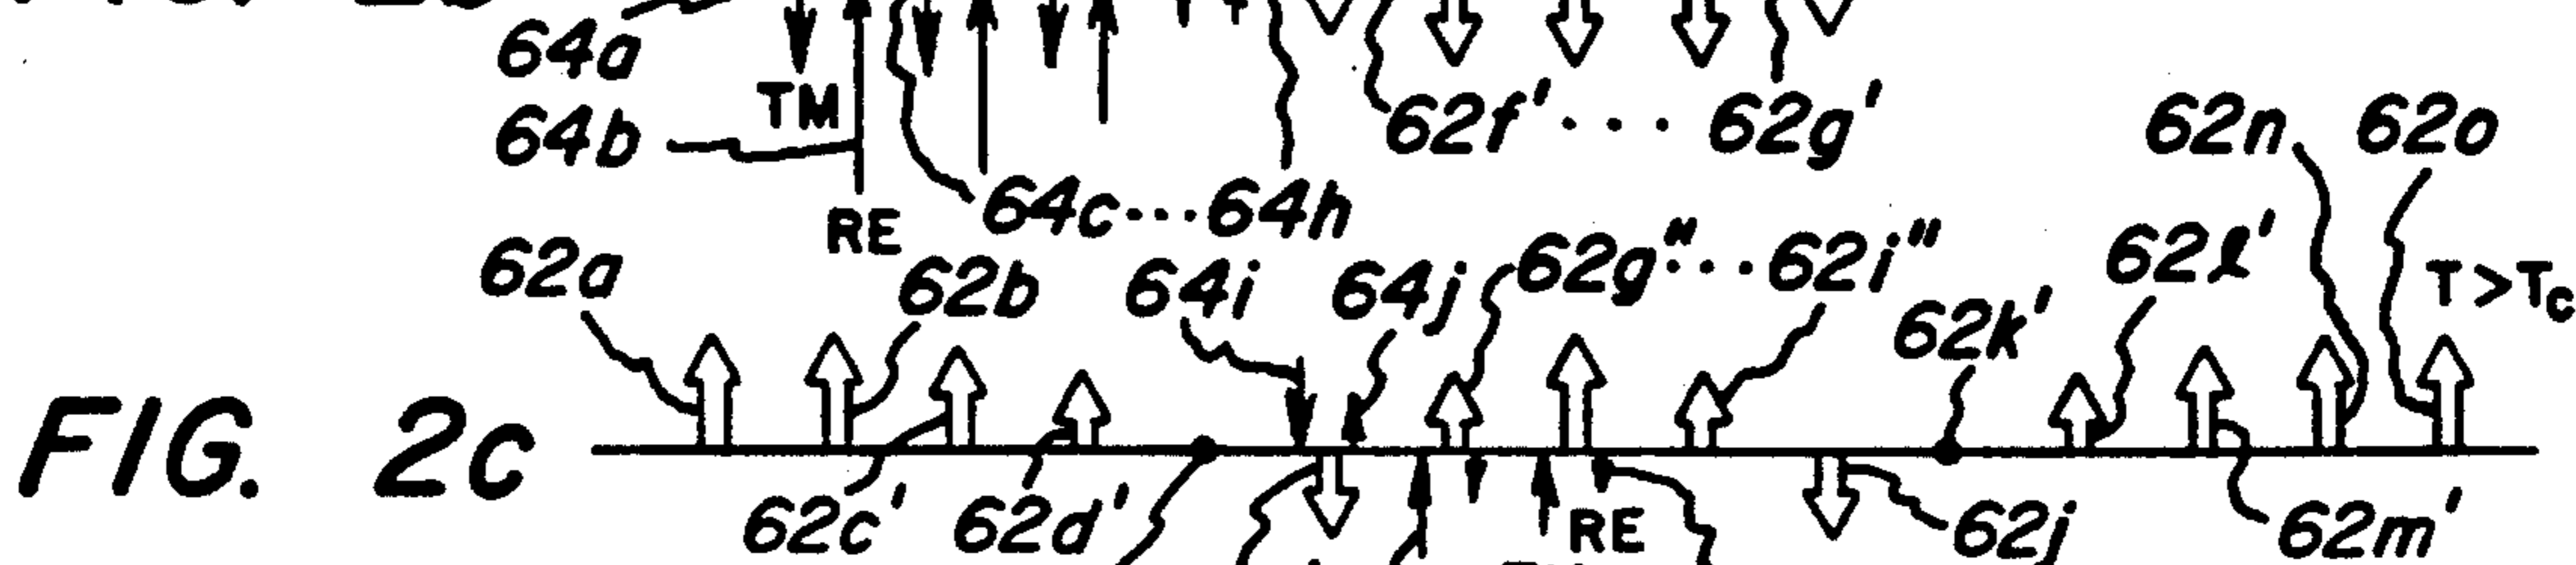 64a
TM
64b
62f' ... 62g'
62n 62o
64c...64h
RE
62a 62b 64i 64j 62g"...62i" 62k' 62l' T>Tc
FIG. 2c
62c' 62d' RE 62j 62m'